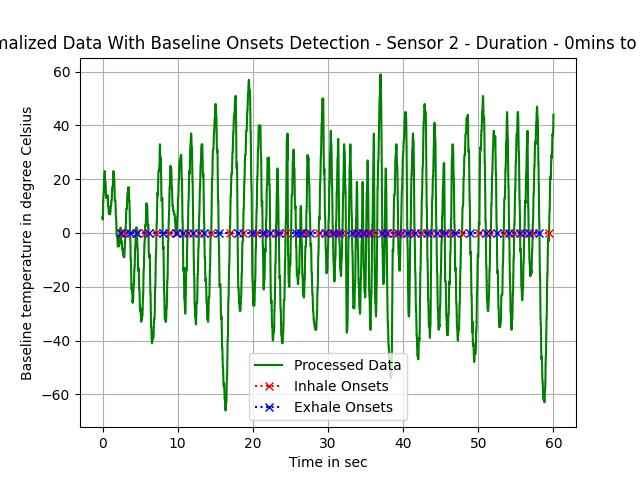 malized Data With Baseline Onsets Detection - Sensor 2 - Duration - 0mins to
60
40
20
0
−20
−40
−60
Baseline temperature in degree Celsius
Processed Data
Inhale Onsets
Exhale Onsets
0 10 20 30 40 50 60
Time in sec